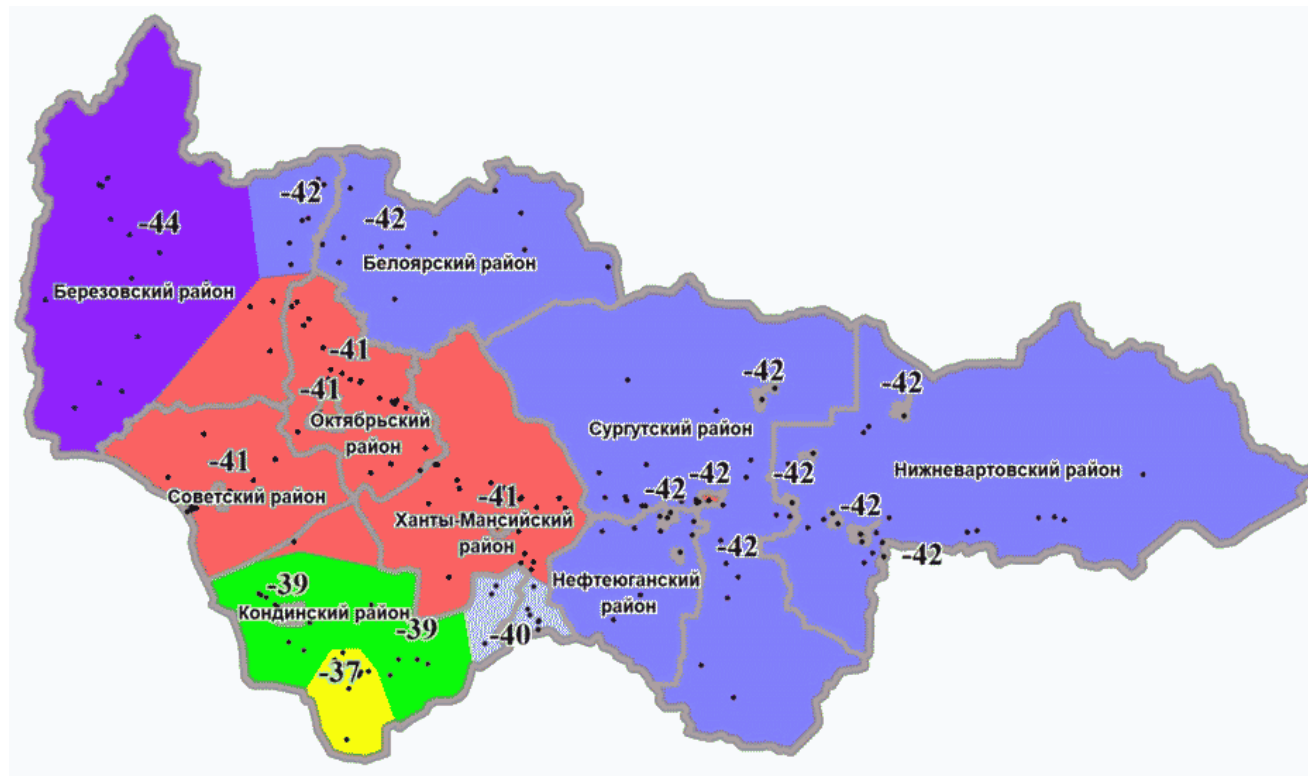 -42
-44
-42
Белоярский район
Березовский район
-41
-42
-42
-41
Октябрьский
район
Сургутский район
-41
Советский район
-42
-42
Нижневартовский район
-41
-42
-42
Ханты-Мансийский
район
-42
-42
-39
Нефтеюганский
район
Кондинский район
-39
-40
-37